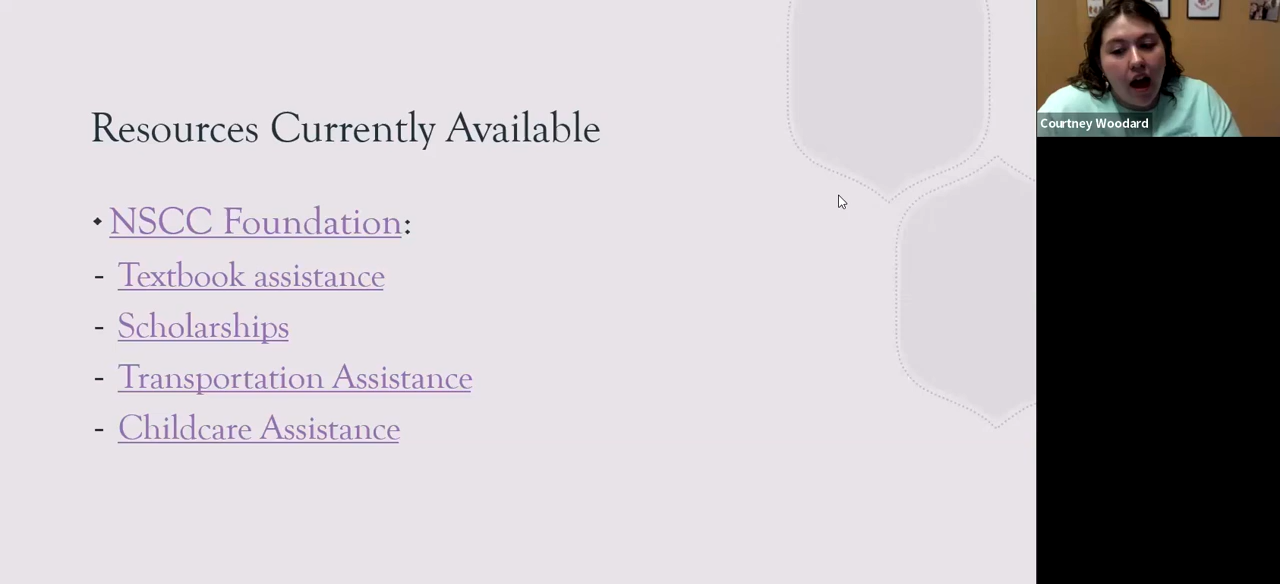 Resources Currently Available
• NSCC Foundation:
- Textbook assistance
- Scholarships
- Transportation Assistance
- Childcare Assistance
Courtney Woodard